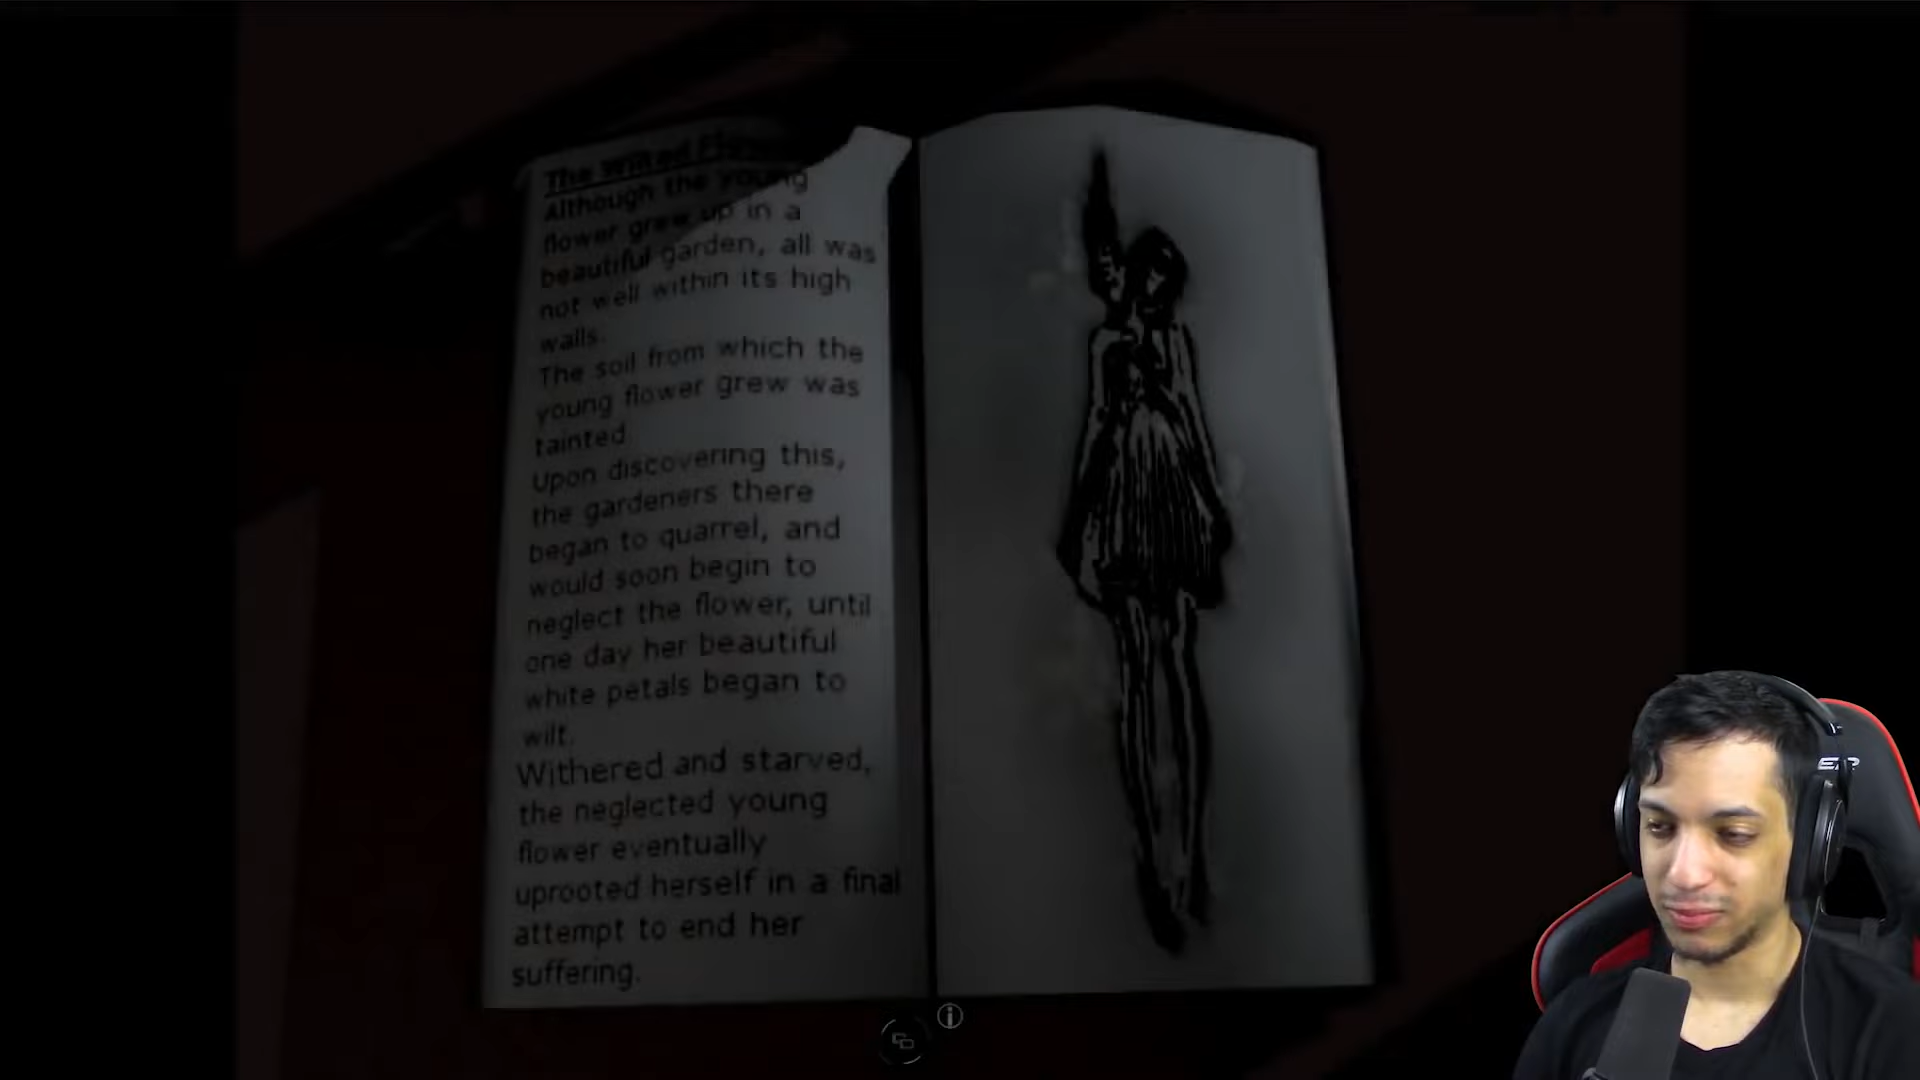 The Wilted
Although the young
flower grew up in a
beautiful garden, all was
not well within its high
walls.
The soil from which the
young flower grew was
tainted.
Upon discovering this,
the gardeners there
began to quarrel, and
would soon begin to
neglect the flower, until
one day her beautiful
white petals began to
wilt.
Withered and starved,
the neglected young
flower eventually
uprooted herself in a final
attempt to end her
suffering.